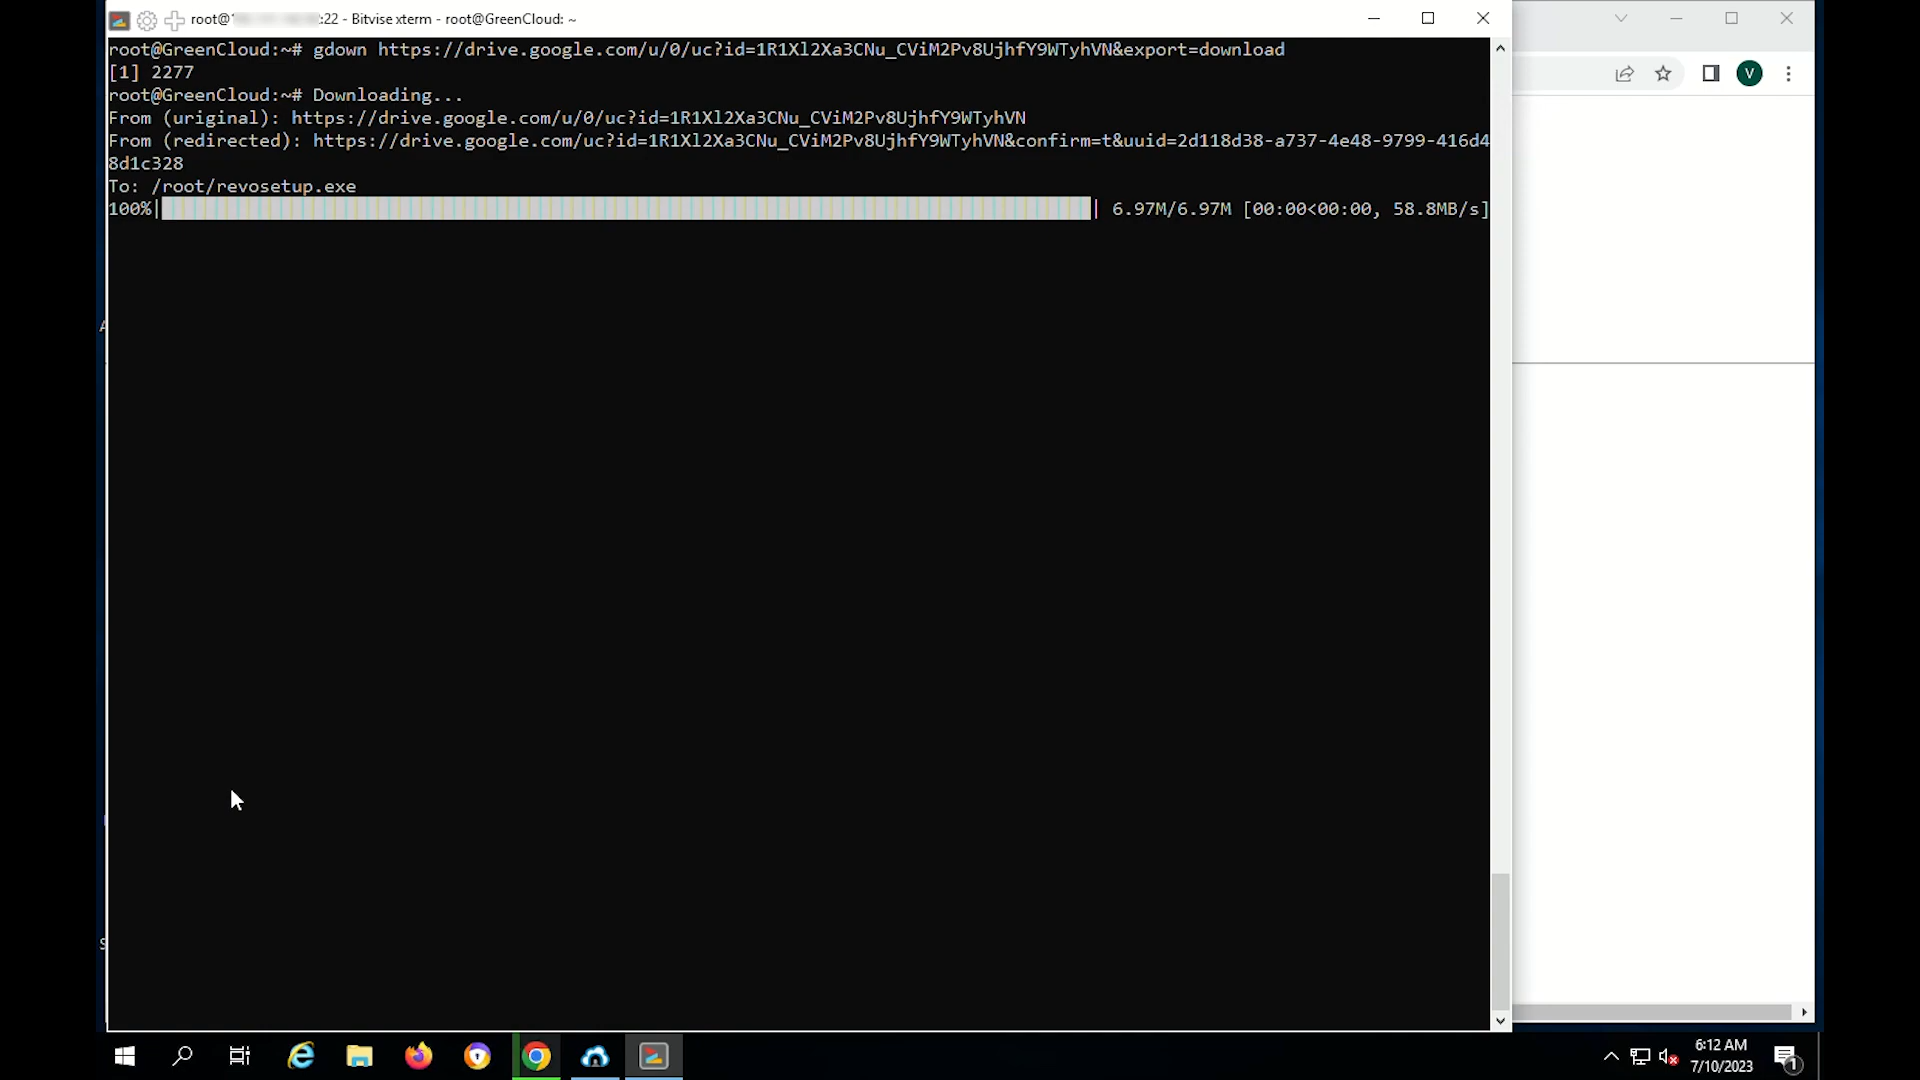 root@ :22 - Bitvise xterm - root@GreenCloud: ~
root@GreenCloud:~# gdown https://drive.google.com/u/0/uc?id=1R1Xl2Xa3CNu_CViM2Pv8UjhfY9WTyhVN&export=download
[1] 2277
root@GreenCloud:~# Downloading...
From (uriginal): https://drive.google.com/u/0/uc?id=1R1Xl2Xa3CNu_CViM2Pv8UjhfY9WTyhVN
From (redirected): https://drive.google.com/uc?id=1R1Xl2Xa3CNu_CViM2Pv8UjhfY9WTyhVN&confirm=t&uuid=2d118d38-a737-4e48-9799-416d4
8d1c328
To: /root/revosetup.exe
100%| | 6.97M/6.97M [00:00<00:00, 58.8MB/s]
V
6:12 AM
7/10/2023
1